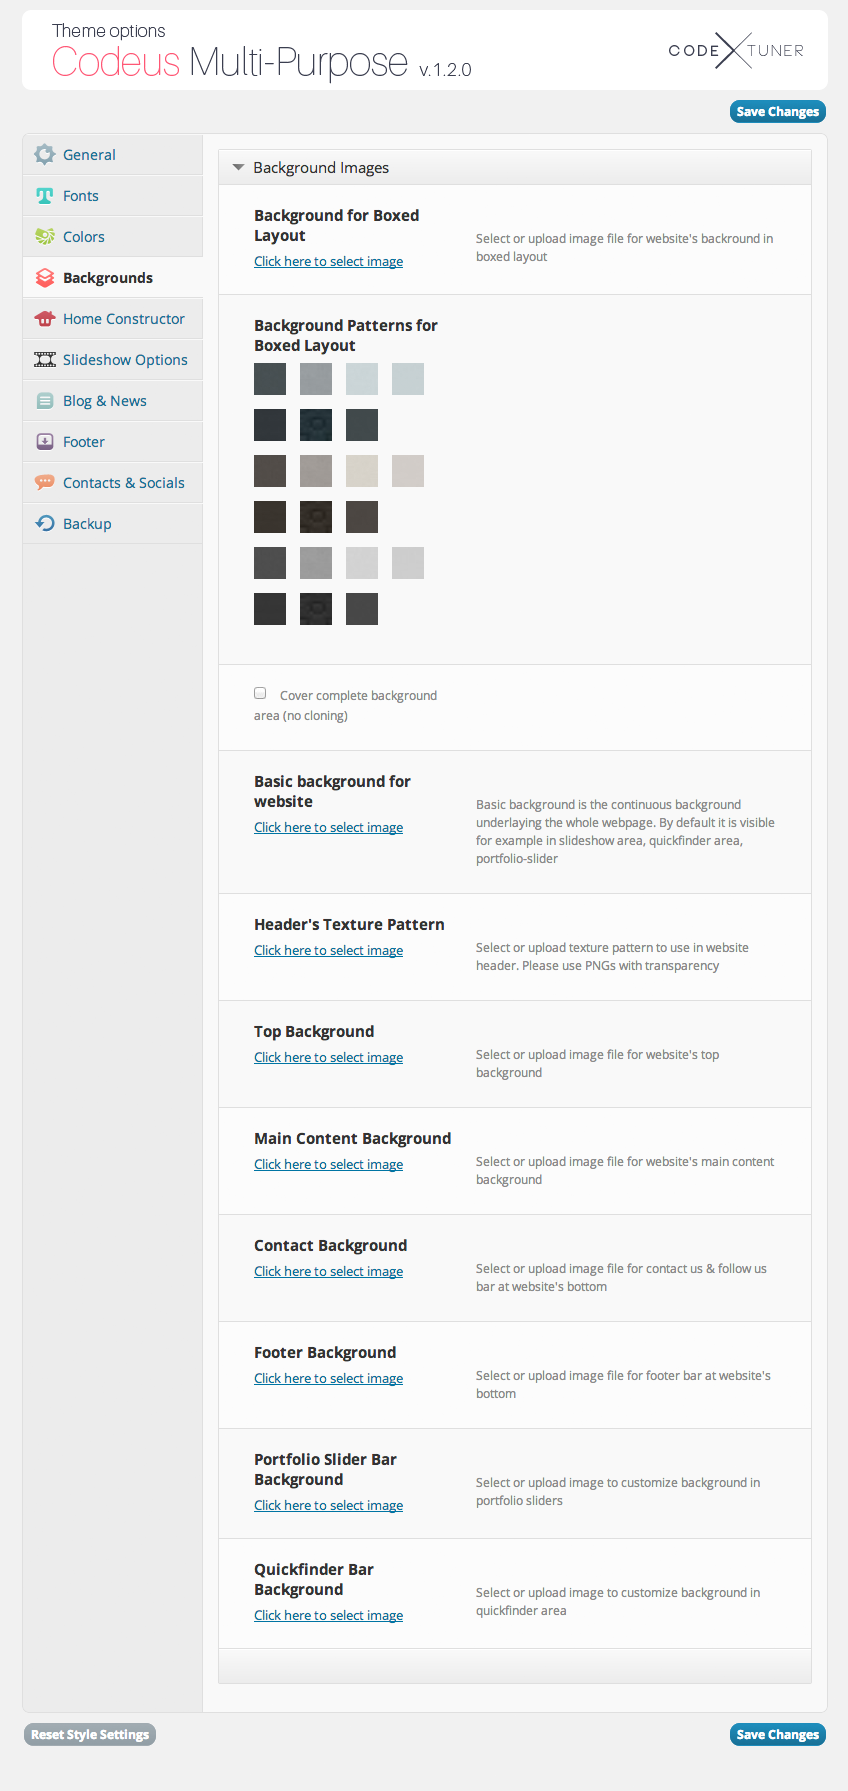 Theme options
Codeus Multi-Purpose v.1.2.0
CODE X TUNER
Save Changes
General
Fonts
Colors
Backgrounds
Home Constructor
Slideshow Options
Blog & News
Footer
Contacts & Socials
Backup
Background Images
Background for Boxed
Layout
Click here to select image
Select or upload image file for website's backround in
boxed layout
Background Patterns for
Boxed Layout
Cover complete background
area (no cloning)
Basic background for
website
Click here to select image
Basic background is the continuous background
underlaying the whole webpage. By default it is visible
for example in slideshow area, quickfinder area,
portfolio-slider
Header's Texture Pattern
Click here to select image
Select or upload texture pattern to use in website
header. Please use PNGs with transparency
Top Background
Click here to select image
Select or upload image file for website's top
background
Main Content Background
Click here to select image
Select or upload image file for website's main content
background
Contact Background
Click here to select image
Select or upload image file for contact us & follow us
bar at website's bottom
Footer Background
Click here to select image
Select or upload image file for footer bar at website's
bottom
Portfolio Slider Bar
Background
Click here to select image
Select or upload image to customize background in
portfolio sliders
Quickfinder Bar
Background
Click here to select image
Select or upload image to customize background in
quickfinder area
Reset Style Settings
Save Changes